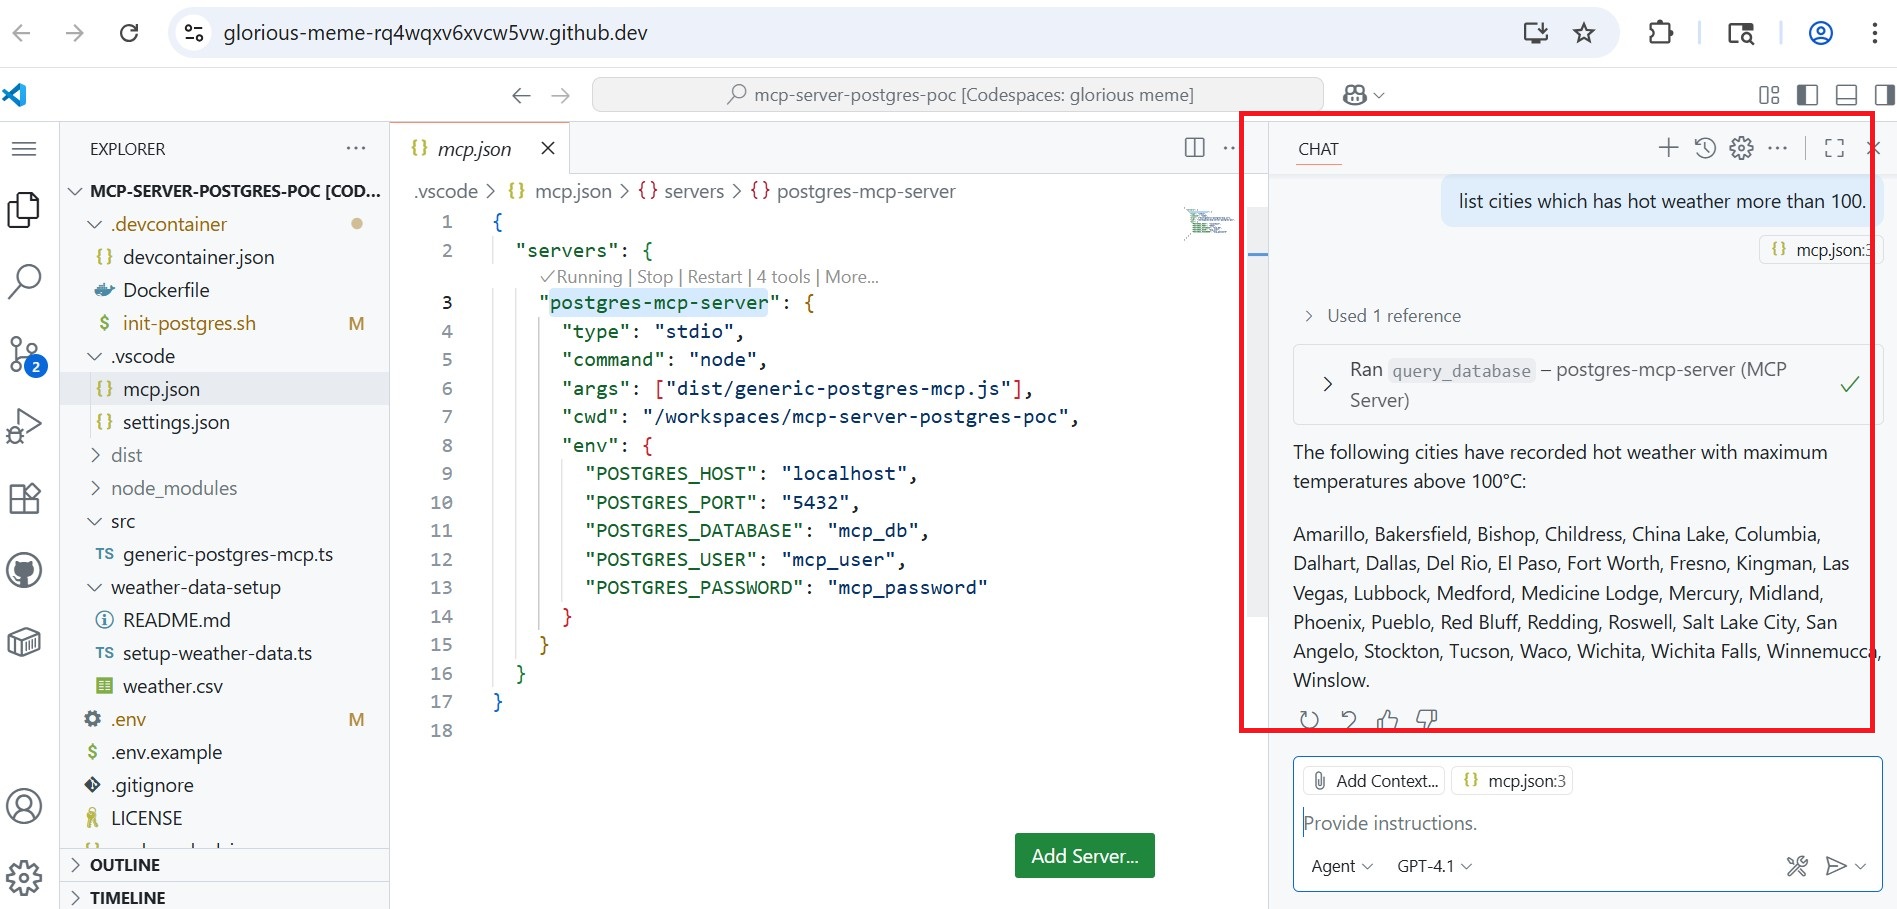 glorious-meme-rq4wqxv6xvcw5vw.github.dev
mcp-server-postgres-poc [Codespaces: glorious meme]
EXPLORER
MCP-SERVER-POSTGRES-POC [COD...
.devcontainer
{} devcontainer.json
Dockerfile
$ init-postgres.sh M
.vscode
{} mcp.json
{} settings.json
dist
node_modules
src
TS generic-postgres-mcp.ts
weather-data-setup
README.md
TS setup-weather-data.ts
weather.csv
.env M
$ .env.example
.gitignore
LICENSE
OUTLINE
TIMELINE
2
{} mcp.json
.vscode > {} mcp.json > {} servers > {} postgres-mcp-server
1 {
2 "servers": {
✓Running | Stop | Restart | 4 tools | More...
3 "postgres-mcp-server": {
4 "type": "stdio",
5 "command": "node",
6 "args": ["dist/generic-postgres-mcp.js"],
7 "cwd": "/workspaces/mcp-server-postgres-poc",
8 "env": {
9 "POSTGRES_HOST": "localhost",
10 "POSTGRES_PORT": "5432",
11 "POSTGRES_DATABASE": "mcp_db",
12 "POSTGRES_USER": "mcp_user",
13 "POSTGRES_PASSWORD": "mcp_password"
14 }
15 }
16 }
17 }
18
Add Server...
CHAT
list cities which has hot weather more than 100.
{} mcp.json:3
Used 1 reference
Ran query_database – postgres-mcp-server (MCP
Server)
The following cities have recorded hot weather with maximum
temperatures above 100°C:
Amarillo, Bakersfield, Bishop, Childress, China Lake, Columbia,
Dalhart, Dallas, Del Rio, El Paso, Fort Worth, Fresno, Kingman, Las
Vegas, Lubbock, Medford, Medicine Lodge, Mercury, Midland,
Phoenix, Pueblo, Red Bluff, Redding, Roswell, Salt Lake City, San
Angelo, Stockton, Tucson, Waco, Wichita, Wichita Falls, Winnemucca,
Winslow.
Add Context... {} mcp.json:3
Provide instructions.
Agent GPT-4.1